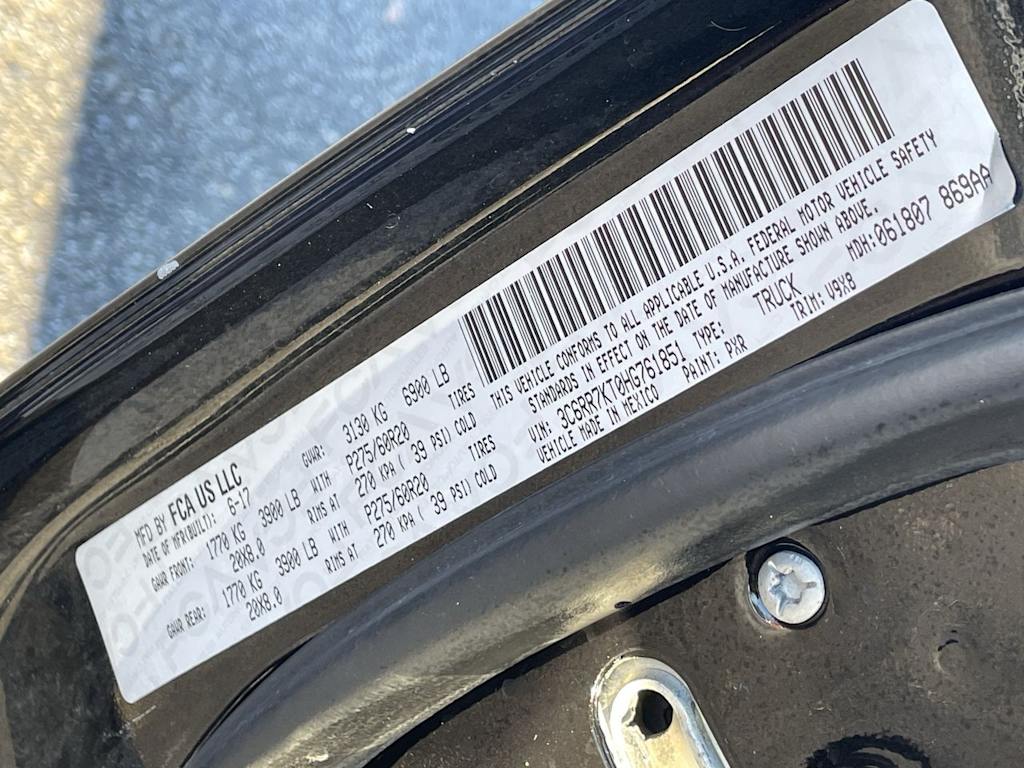 MFD BY FCA US LLC
DATE OF MFR(BUILT): 6-17 GVWR: 3130 KG 6900 LB
GAWR FRONT: 1770 KG 3900 LB WITH P275/60R20 TIRES
20X8.0 RIMS AT 270 KPA ( 39 PSI) COLD
GAWR REAR: 1770 KG 3900 LB WITH P275/60R20 TIRES
20X8.0 RIMS AT 270 KPA ( 39 PSI) COLD
THIS VEHICLE CONFORMS TO ALL APPLICABLE U.S.A. FEDERAL MOTOR VEHICLE SAFETY
STANDARDS IN EFFECT ON THE DATE OF MANUFACTURE SHOWN ABOVE.
VIN: 3C6RR7KT0HG761851 TYPE: TRUCK MDH: 061807 869AA
VEHICLE MADE IN MEXICO PAINT: PXR TRIM: V9X8